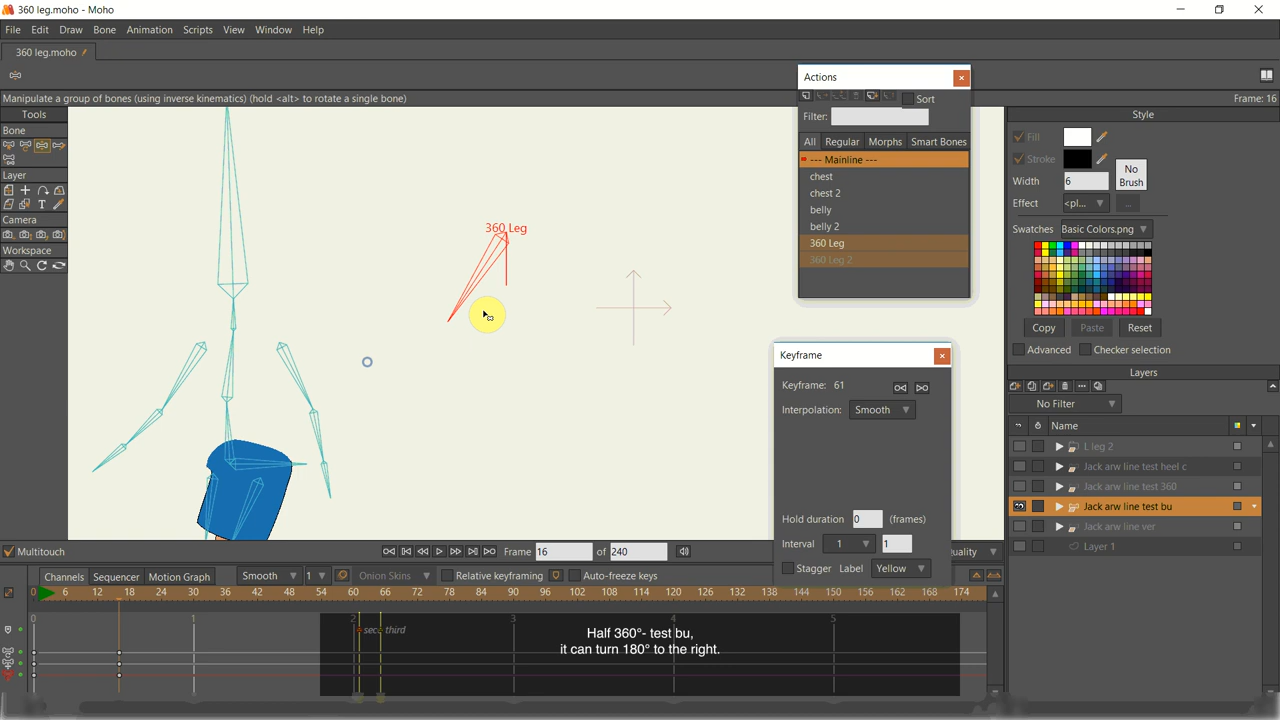 360 leg.moho - Moho
File Edit Draw Bone Animation Scripts View Window Help
360 leg.moho
Manipulate a group of bones (using inverse kinematics) (hold <alt> to rotate a single bone) Frame: 16
Tools
Bone
Layer
Camera
Workspace
360 Leg
Actions
Sort
Filter:
All Regular Morphs Smart Bones
--- Mainline ---
chest
chest 2
belly
belly 2
360 Leg
360 Leg 2
Keyframe
Keyframe: 61
Interpolation: Smooth
Hold duration 0 (frames)
Interval 1 1
Stagger Label Yellow
Style
Fill
Stroke
No Brush
Width 6
Effect <pl... ...
Swatches Basic Colors.png
Copy Paste Reset
Advanced Checker selection
Layers
No Filter
Name
L leg 2
Jack arw line test heel c
Jack arw line test 360
Jack arw line test bu
Jack arw line ver
Layer 1
Multitouch Frame 16 of 240 uality
Channels Sequencer Motion Graph Smooth 1 Onion Skins Relative keyframing Auto-freeze keys
0 6 12 18 24 30 36 42 48 54 60 66 72 78 84 90 96 102 108 114 120 126 132 138 144 150 156 162 168 174
0 1 2 3 4 5
seco third
Half 360°- test bu,
it can turn 180° to the right.